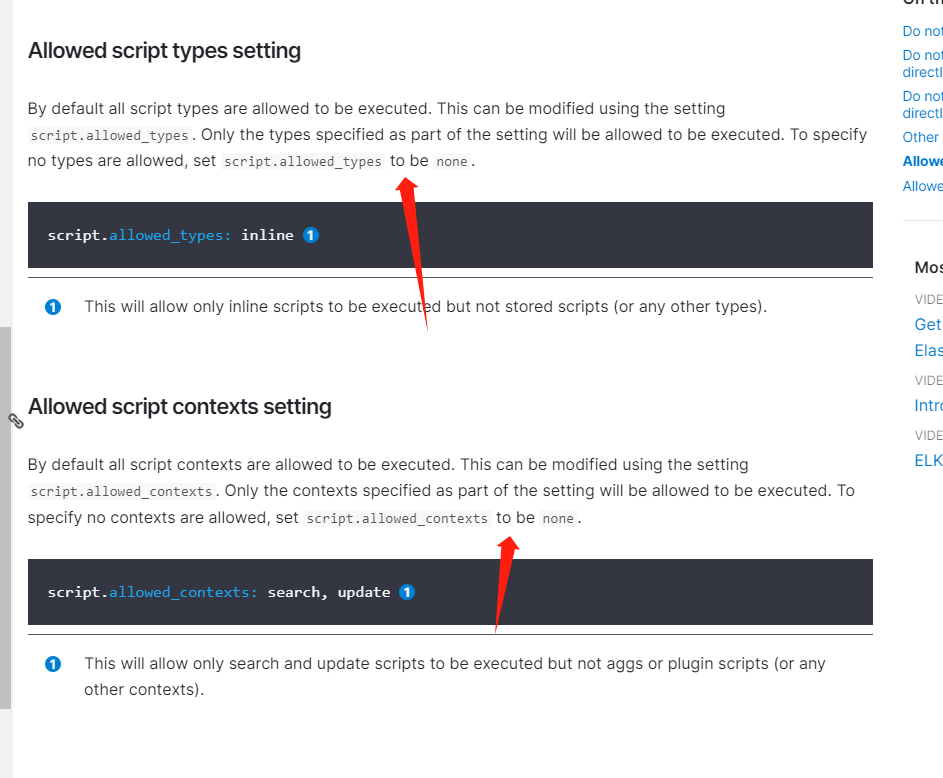 On th
Do not
Do not
directl
Do not
directl
Other
Allowe
Allowe
Mos
VIDE
Get
Elas
VIDE
Intro
VIDE
ELK
Allowed script types setting
By default all script types are allowed to be executed. This can be modified using the setting
script.allowed_types. Only the types specified as part of the setting will be allowed to be executed. To specify
no types are allowed, set script.allowed_types to be none.
script.allowed_types: inline 1
1 This will allow only inline scripts to be executed but not stored scripts (or any other types).
Allowed script contexts setting
By default all script contexts are allowed to be executed. This can be modified using the setting
script.allowed_contexts. Only the contexts specified as part of the setting will be allowed to be executed. To
specify no contexts are allowed, set script.allowed_contexts to be none.
script.allowed_contexts: search, update 1
1 This will allow only search and update scripts to be executed but not aggs or plugin scripts (or any
other contexts).